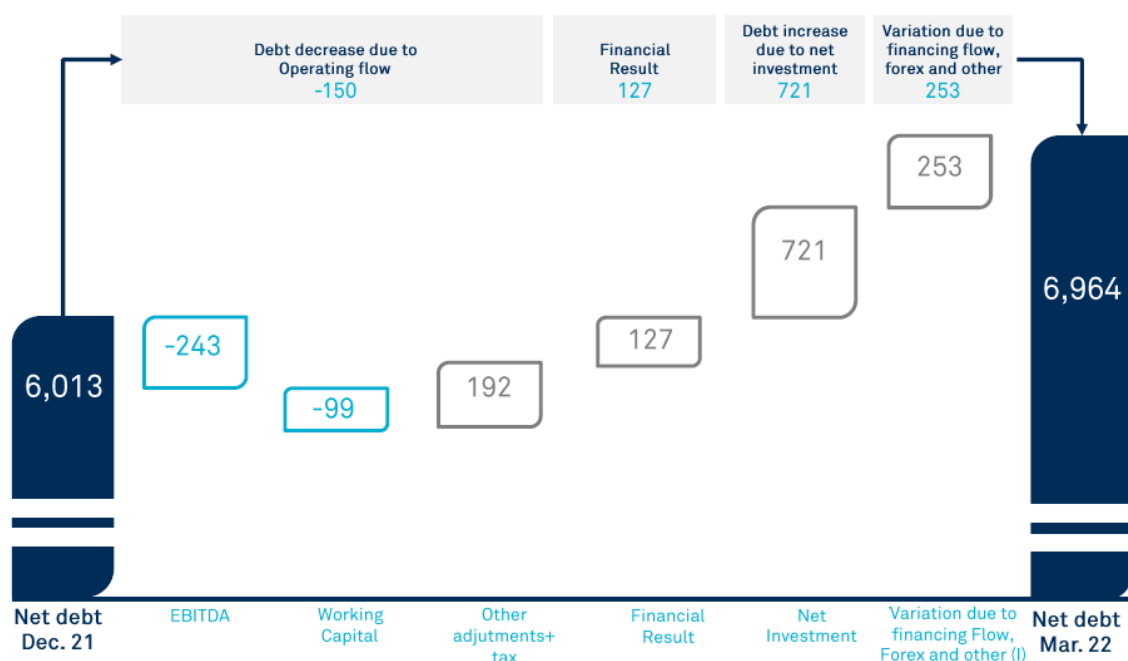 Debt decrease due to
Operating flow
-150
Financial
Result
127
Debt increase
due to net
investment
721
Variation due to
financing flow,
forex and other
253
6,013
-243
-99
192
127
721
253
6,964
Net debt
Dec. 21
EBITDA
Working
Capital
Other
adjutments+
tax
Financial
Result
Net
Investment
Variation due to
financing Flow,
Forex and other (I)
Net debt
Mar. 22